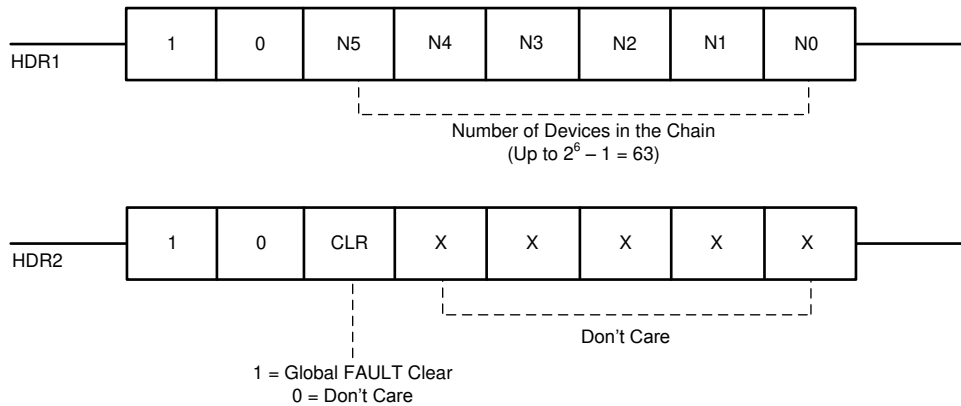 1 0 N5 N4 N3 N2 N1 N0
HDR1
Number of Devices in the Chain
(Up to 2⁶ – 1 = 63)
1 0 CLR X X X X X
HDR2
Don't Care
1 = Global FAULT Clear
0 = Don't Care